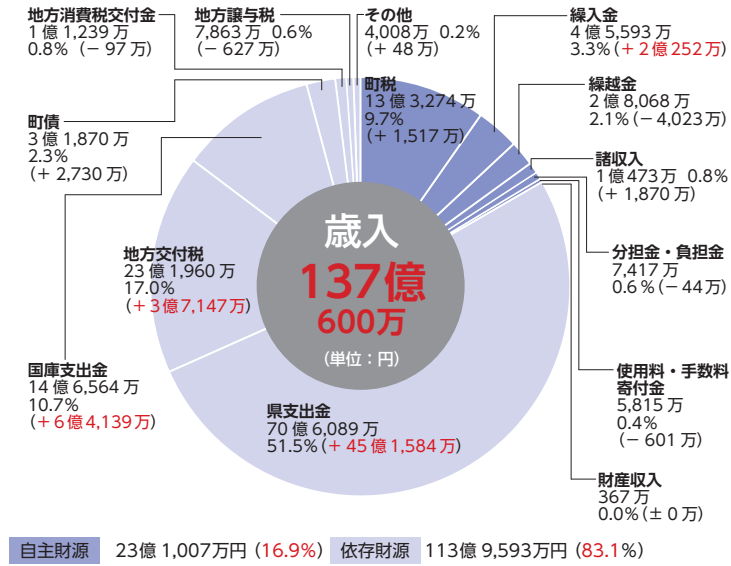 地方消費税交付金
1億1,239万
0.8% (－97万)
地方譲与税
7,863万 0.6%
(－627万)
その他
4,008万 0.2%
(＋48万)
繰入金
4億5,593万
3.3%(＋2億252万)
町税
13億3,274万
9.7%
(＋1,517万)
繰越金
2億8,068万
2.1%(－4,023万)
町債
3億1,870万
2.3%
(＋2,730万)
諸収入
1億473万 0.8%
(＋1,870万)
分担金・負担金
7,417万
0.6%(－44万)
地方交付税
23億1,960万
17.0%
(＋3億7,147万)
歳入
137億
600万
(単位：円)
国庫支出金
14億6,564万
10.7%
(＋6億4,139万)
使用料・手数料
寄付金
5,815万
0.4%
(－601万)
県支出金
70億6,089万
51.5%(＋45億1,584万)
財産収入
367万
0.0%(±0万)
自主財源 23億1,007万円 (16.9%) 依存財源 113億9,593万円 (83.1%)